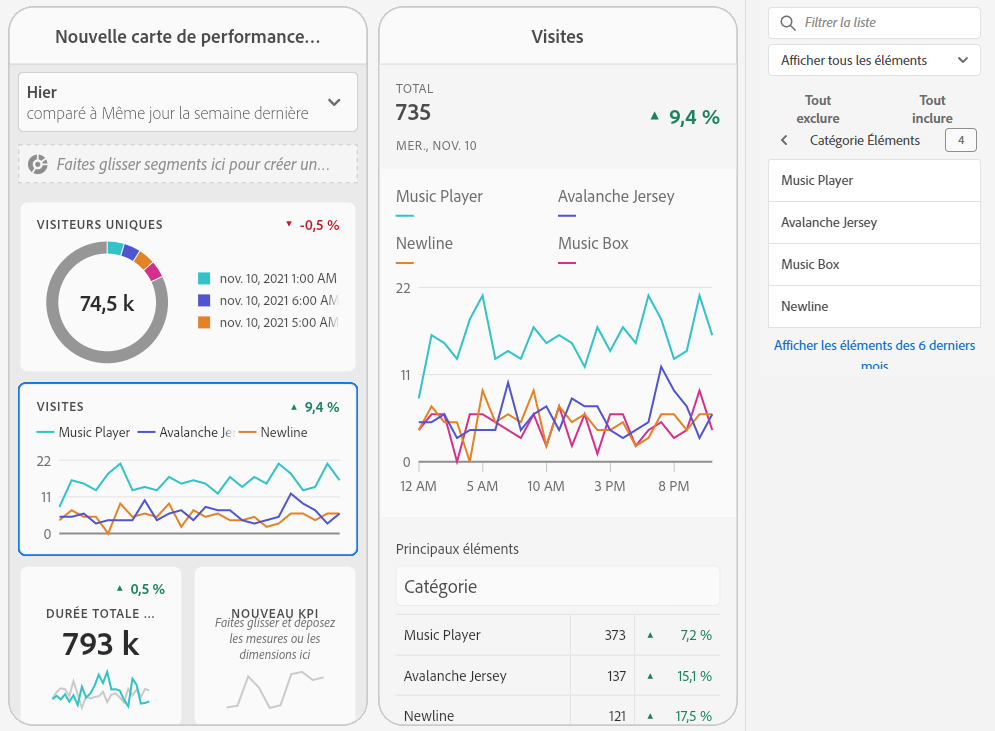 Nouvelle carte de performance…
Hier
comparé à Même jour la semaine dernière
Faites glisser segments ici pour créer un…
VISITEURS UNIQUES
-0,5 %
74,5 k
nov. 10, 2021 1:00 AM
nov. 10, 2021 6:00 AM
nov. 10, 2021 5:00 AM
VISITES
9,4 %
Music Player
Avalanche Je
Newline
22
11
0
0,5 %
DURÉE TOTALE ...
793 k
NOUVEAU KPI
Faites glisser et déposez
les mesures ou les
dimensions ici
Visites
TOTAL
735
9,4 %
MER., NOV. 10
Music Player
Avalanche Jersey
Newline
Music Box
22
11
0
12 AM
5 AM
10 AM
3 PM
8 PM
Principaux éléments
Catégorie
Music Player 373 7,2 %
Avalanche Jersey 137 15,1 %
Newline 121 17,5 %
Filtrer la liste
Afficher tous les éléments
Tout exclure
Tout inclure
Catégorie Éléments
4
Music Player
Avalanche Jersey
Music Box
Newline
Afficher les éléments des 6 derniers
mois